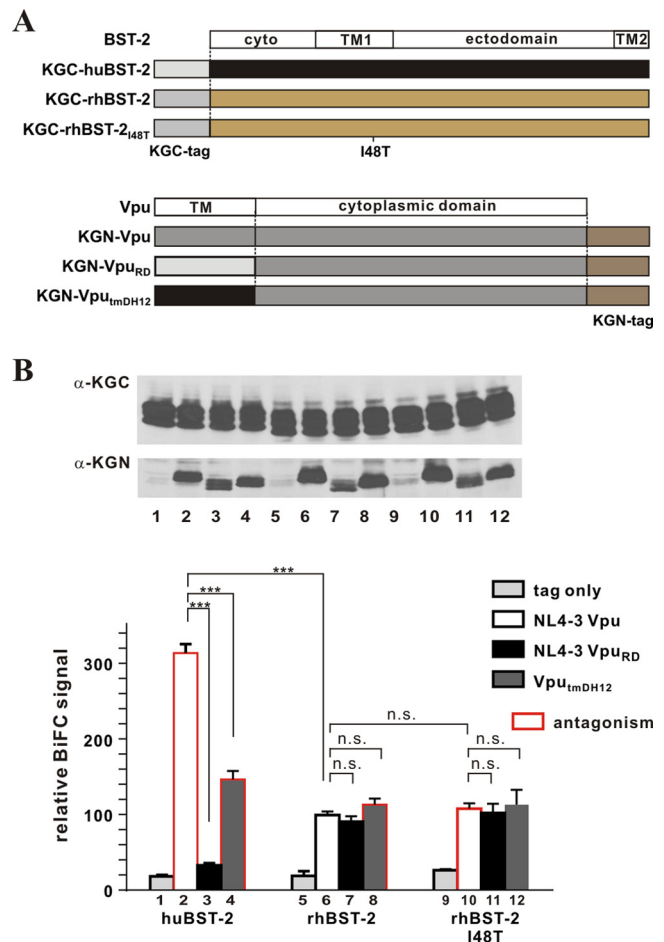 A
BST-2 cyto TM1 ectodomain TM2
KGC-huBST-2
KGC-rhBST-2
KGC-rhBST-2I48T
KGC-tag I48T
Vpu TM cytoplasmic domain
KGN-Vpu
KGN-VpuRD
KGN-VputmDH12
KGN-tag
B
α-KGC
α-KGN
1 2 3 4 5 6 7 8 9 10 11 12
relative BiFC signal
300
200
100
0
***
***
***
n.s.
n.s.
n.s.
n.s.
n.s.
tag only
NL4-3 Vpu
NL4-3 VpuRD
VputmDH12
antagonism
1 2 3 4 5 6 7 8 9 10 11 12
huBST-2 rhBST-2 rhBST-2
I48T